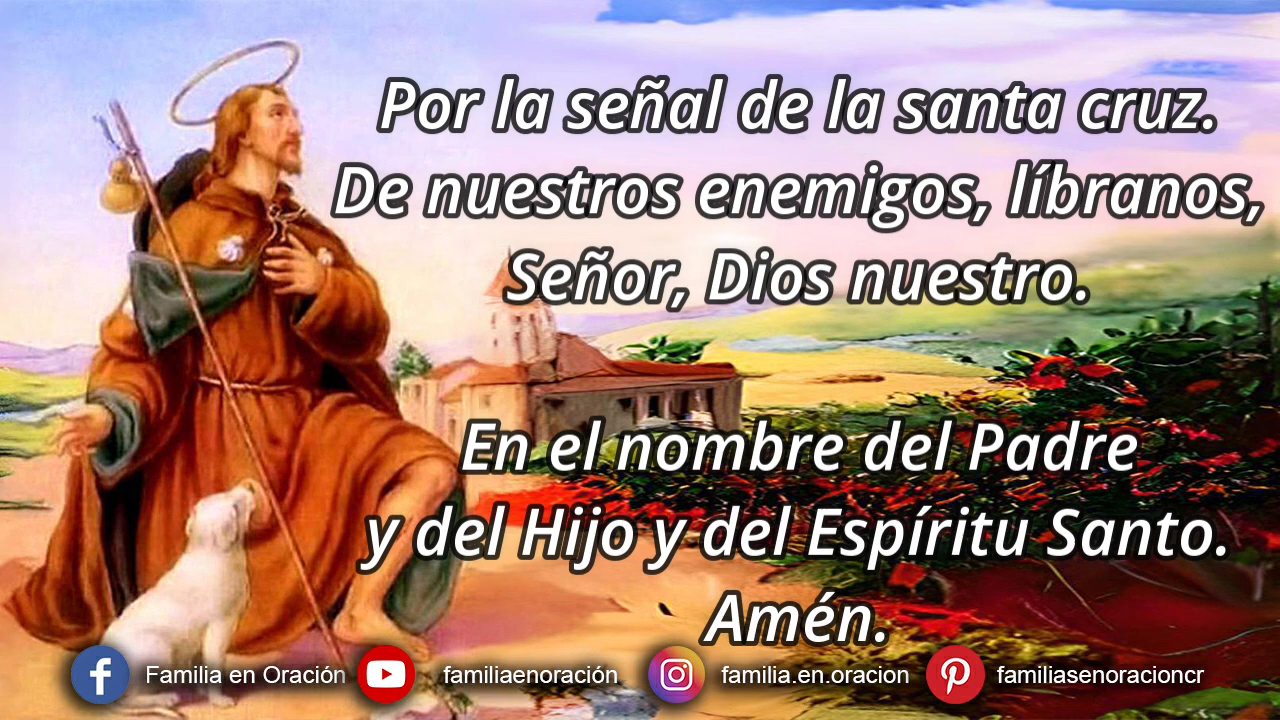 Por la señal de la santa cruz.
De nuestros enemigos, líbranos,
Señor, Dios nuestro.
En el nombre del Padre
y del Hijo y del Espíritu Santo.
Amén.
Familia en Oración familiaenoración familia.en.oracion familiasenoracioncr